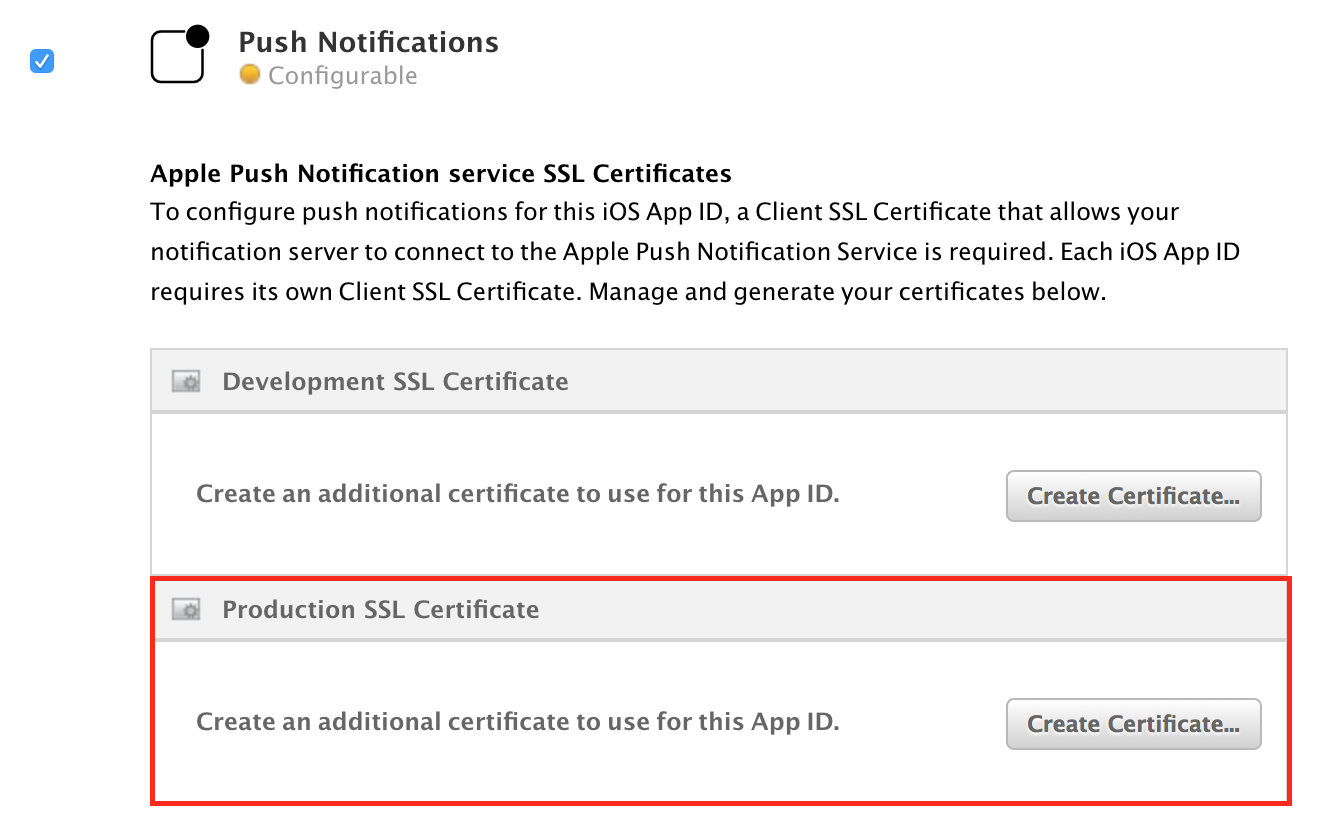 Push Notifications
Configurable
Apple Push Notification service SSL Certificates
To configure push notifications for this iOS App ID, a Client SSL Certificate that allows your
notification server to connect to the Apple Push Notification Service is required. Each iOS App ID
requires its own Client SSL Certificate. Manage and generate your certificates below.
Development SSL Certificate
Create an additional certificate to use for this App ID.
Create Certificate...
Production SSL Certificate
Create an additional certificate to use for this App ID.
Create Certificate...